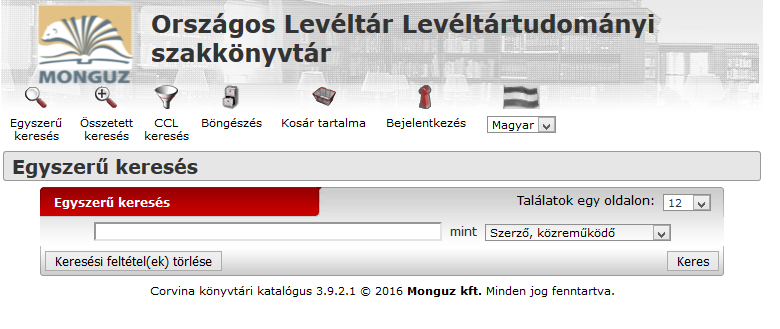 Országos Levéltár Levéltártudományi
szakkönyvtár
MONGUZ
Egyszerű
keresés
Összetett
keresés
CCL
keresés
Böngészés
Kosár tartalma
Bejelentkezés
Magyar
Egyszerű keresés
Egyszerű keresés
Találatok egy oldalon: 12
mint Szerző, közreműködő
Keresési feltétel(ek) törlése
Keres
Corvina könyvtári katalógus 3.9.2.1 © 2016 Monguz kft. Minden jog fenntartva.